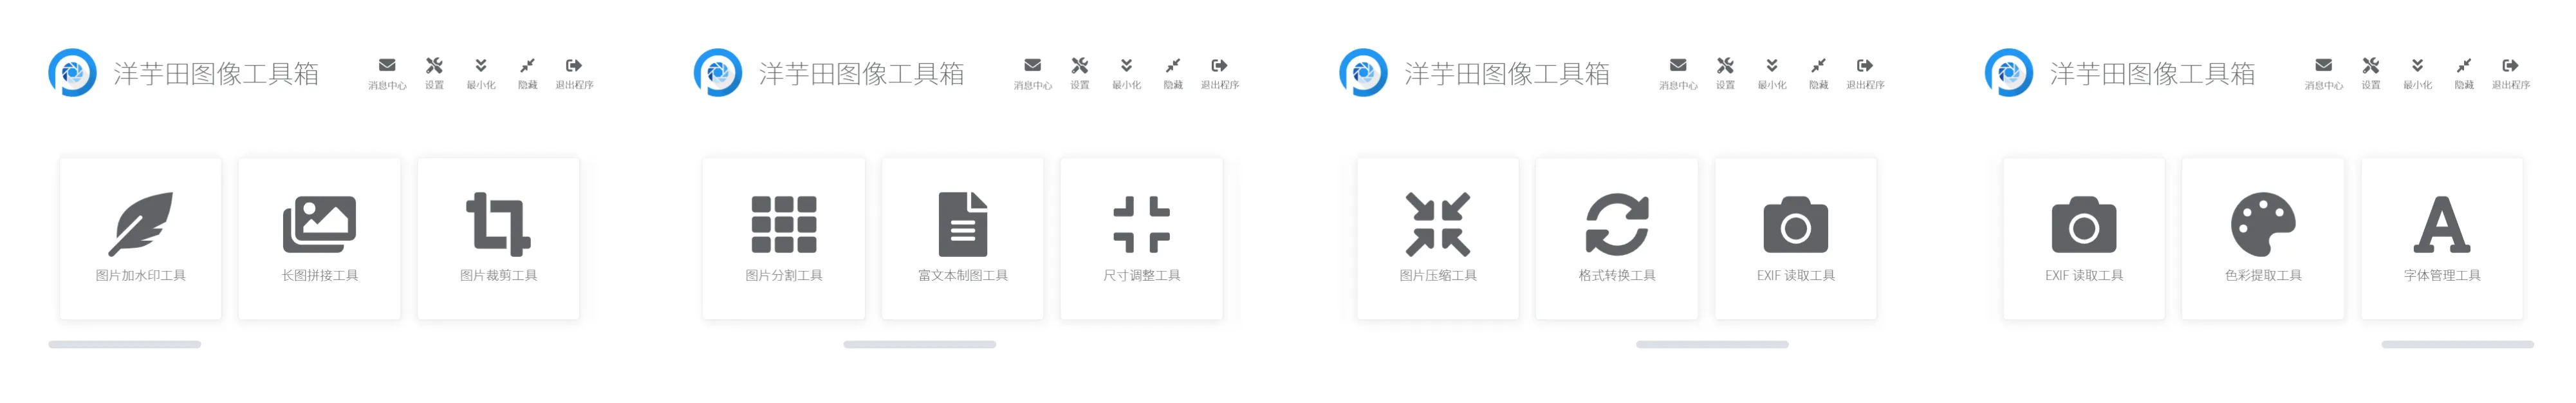 洋芋田图像工具箱
消息中心 设置 最小化 隐藏 退出程序
图片加水印工具 长图拼接工具 图片裁剪工具
洋芋田图像工具箱
消息中心 设置 最小化 隐藏 退出程序
图片分割工具 富文本制图工具 尺寸调整工具
洋芋田图像工具箱
消息中心 设置 最小化 隐藏 退出程序
图片压缩工具 格式转换工具 EXIF 读取工具
洋芋田图像工具箱
消息中心 设置 最小化 隐藏 退出程序
EXIF 读取工具 色彩提取工具 字体管理工具